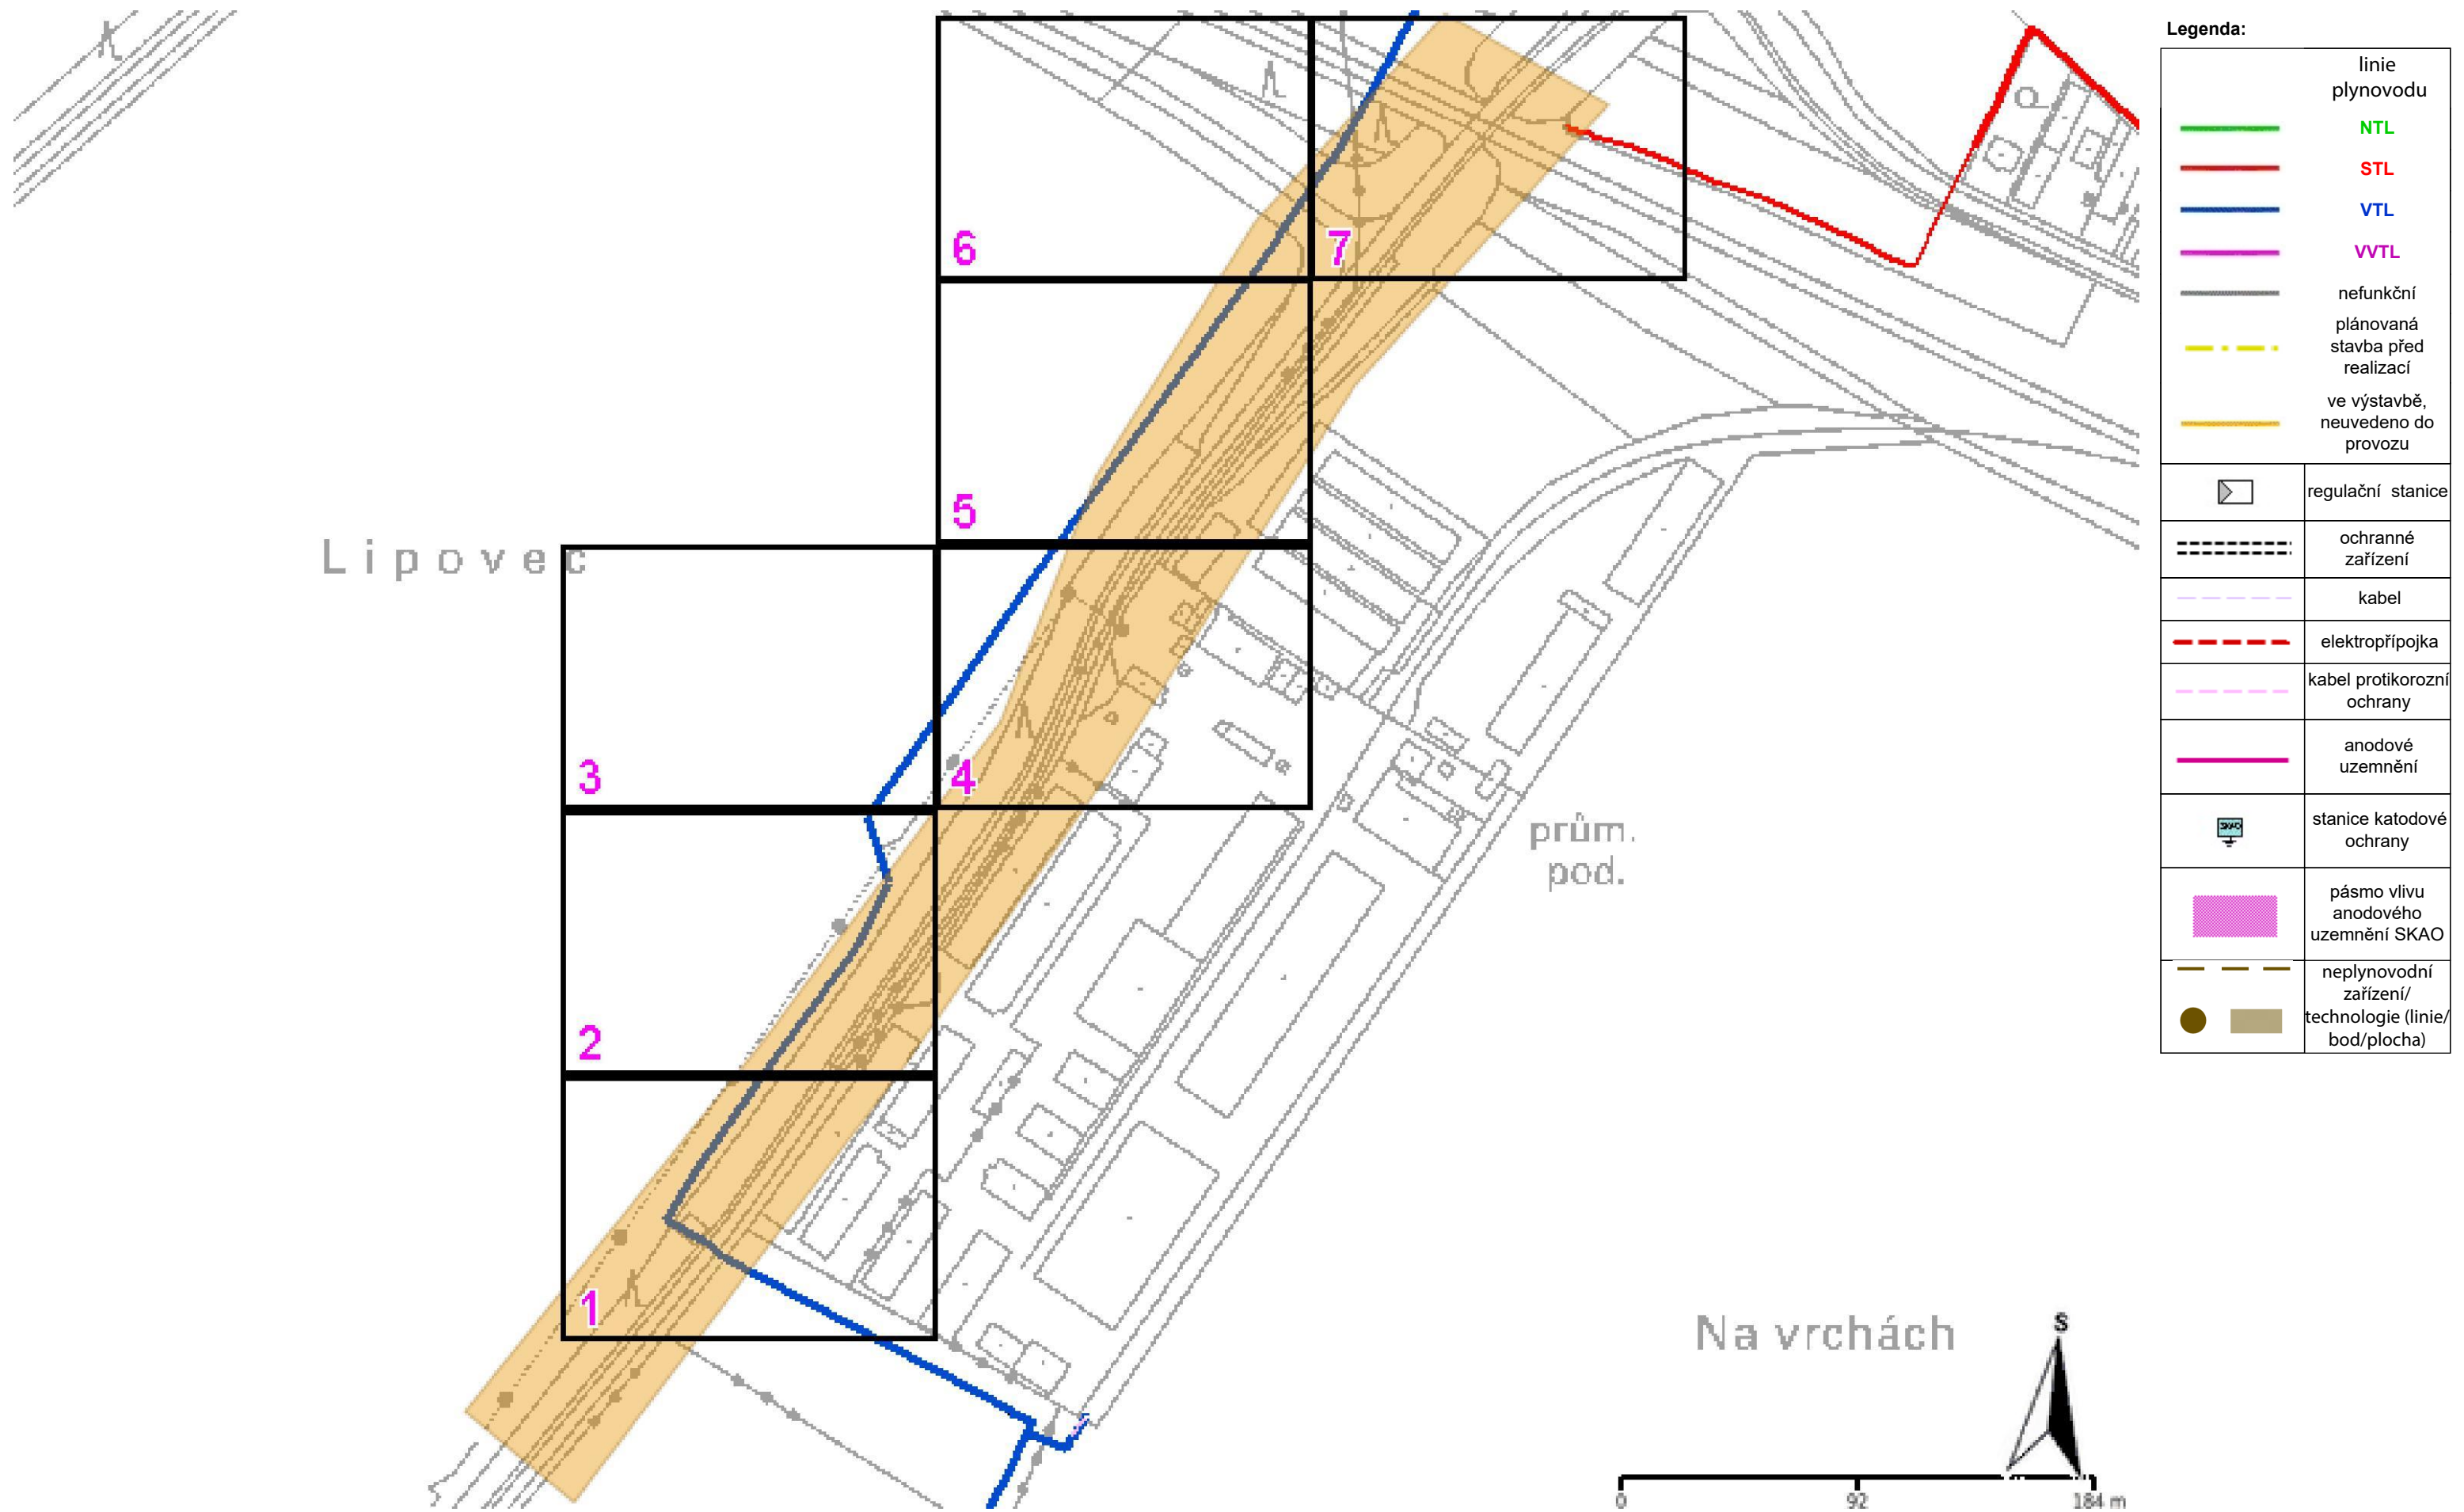 Legenda:
linie
plynovodu
NTL
STL
VTL
VVTL
nefunkční
plánovaná
stavba před
realizací
ve výstavbě,
neuvedeno do
provozu
regulační stanice
ochranné
zařízení
kabel
elektropřípojka
kabel protikorozní
ochrany
anodové
uzemnění
SKAO
stanice katodové
ochrany
pásmo vlivu
anodového
uzemnění SKAO
neplynovodní
zařízení/
technologie (linie/
bod/plocha)
6
7
5
Lipovec
3
4
prům.
pod.
2
1
Na vrchách
S
0
92
184 m